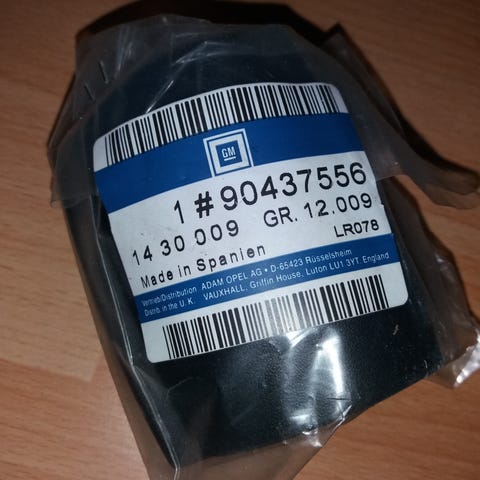 GM
1 #90437556
14 30 009 GR. 12.009
Made in Spanien LR078
Vertrieb/Distribution ADAM OPEL AG • D-65423 Rüsselsheim
Distrib. in the U. K. VAUXHALL, Griffin House, Luton LU1 3YT. England